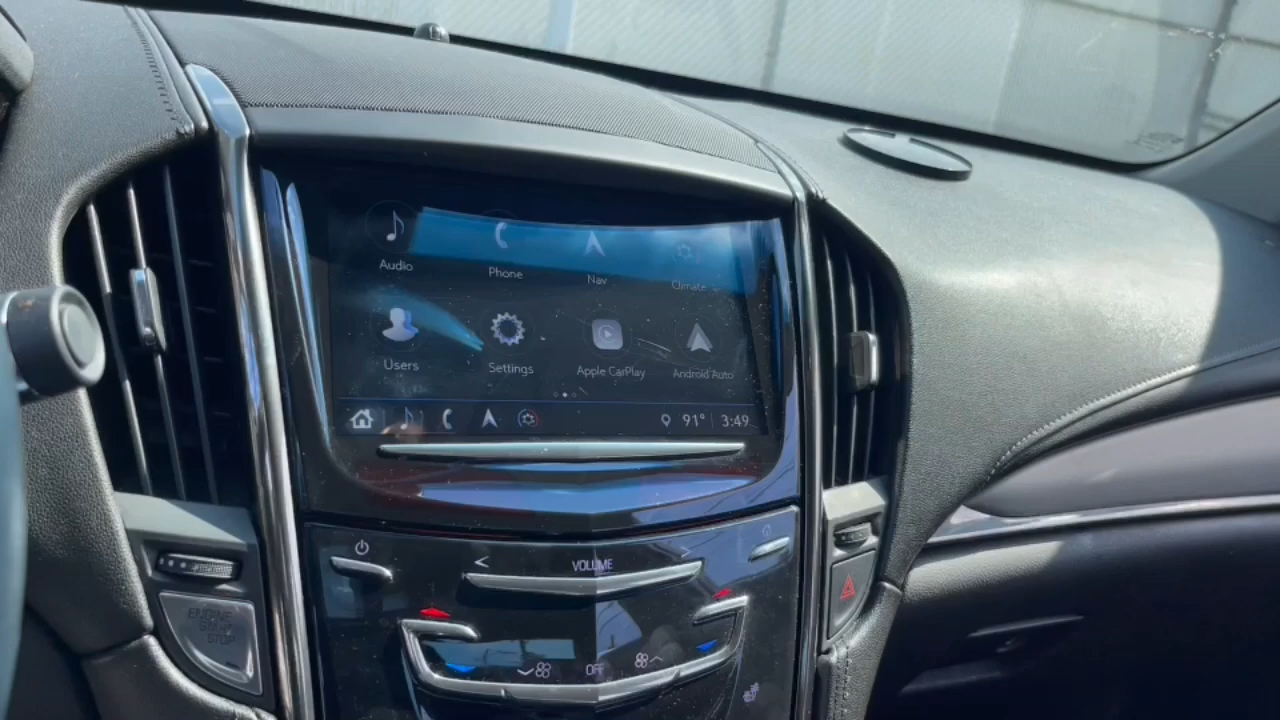 Audio Phone Nav Climate
Users Settings Apple CarPlay Android Auto
91° 3:49
VOLUME
ENGINE
START
STOP
OFF